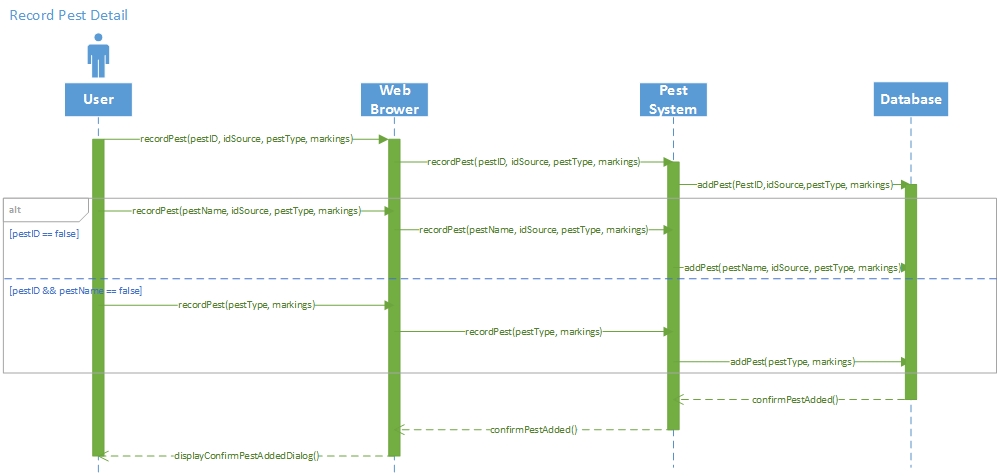 Record Pest Detail
User
Web
Brower
Pest
System
Database
recordPest(pestID, idSource, pestType, markings)
recordPest(pestID, idSource, pestType, markings)
addPest(PestID,idSource,pestType, markings)
alt
recordPest(pestName, idSource, pestType, markings)
[pestID == false]
recordPest(pestName, idSource, pestType, markings)
addPest(pestName, idSource, pestType, markings)
[pestID && pestName == false]
recordPest(pestType, markings)
recordPest(pestType, markings)
addPest(pestType, markings)
confirmPestAdded()
confirmPestAdded()
displayConfirmPestAddedDialog()